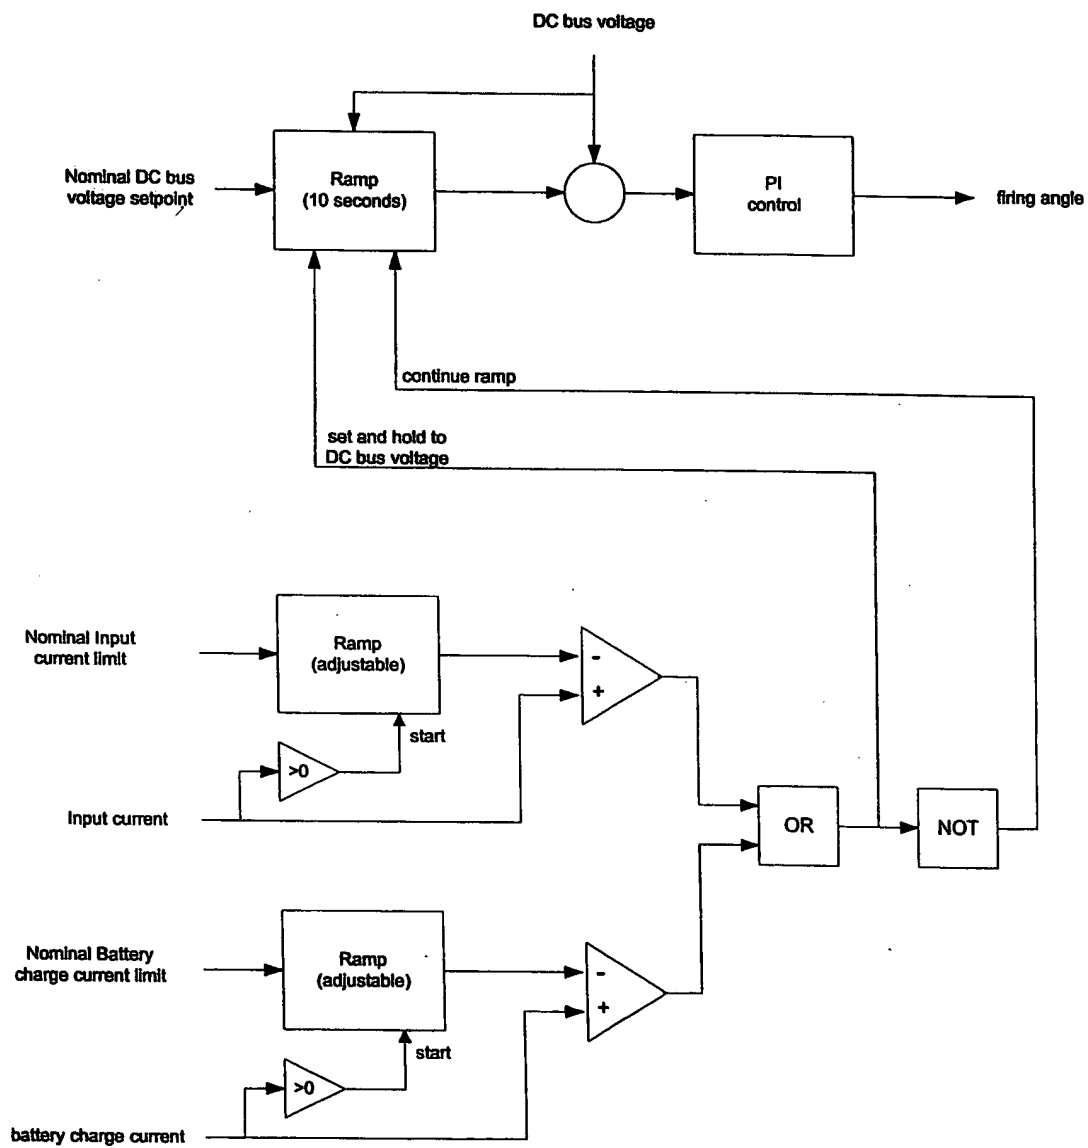 DC bus voltage
Nominal DC bus
voltage setpoint
Ramp
(10 seconds)
PI
control
firing angle
continue ramp
set and hold to
DC bus voltage
Nominal Input
current limit
Ramp
(adjustable)
-
+
start
>0
Input current
OR
NOT
Nominal Battery
charge current limit
Ramp
(adjustable)
-
+
start
>0
battery charge current